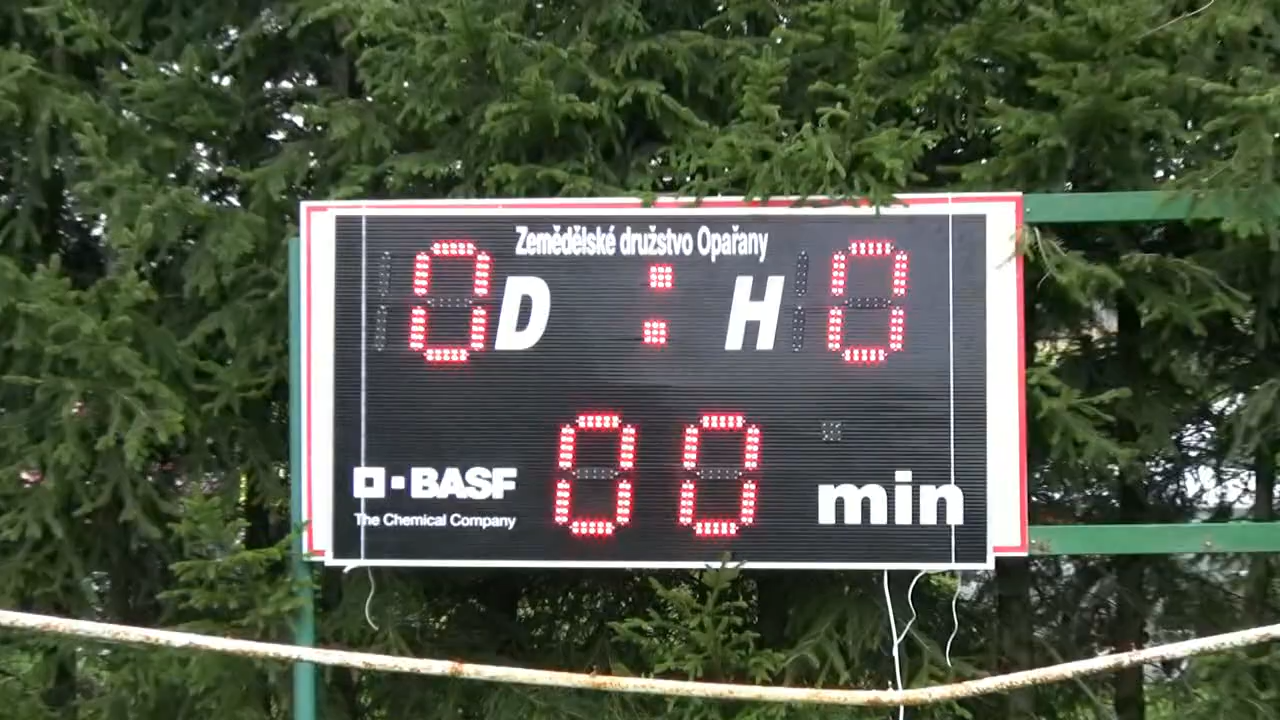 Zemědělské družstvo Opařany
0 D : H 0
00 min
BASF
The Chemical Company